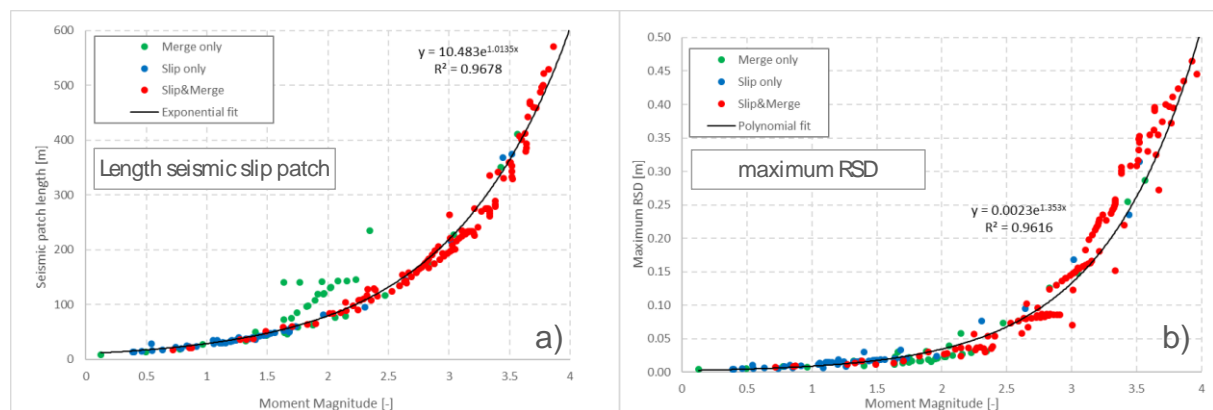 600
500
400
300
200
100
0
Seismic patch length [m]
Merge only
Slip only
Slip&Merge
Exponential fit
Length seismic slip patch
y = 10.483e^1.0135x
R² = 0.9678
a)
0 0.5 1 1.5 2 2.5 3 3.5 4
Moment Magnitude [-]
0.50
0.45
0.40
0.35
0.30
0.25
0.20
0.15
0.10
0.05
0.00
Maximum RSD [m]
Merge only
Slip only
Slip&Merge
Polynomial fit
maximum RSD
y = 0.0023e^1.353x
R² = 0.9616
b)
0 0.5 1 1.5 2 2.5 3 3.5 4
Moment Magnitude [-]